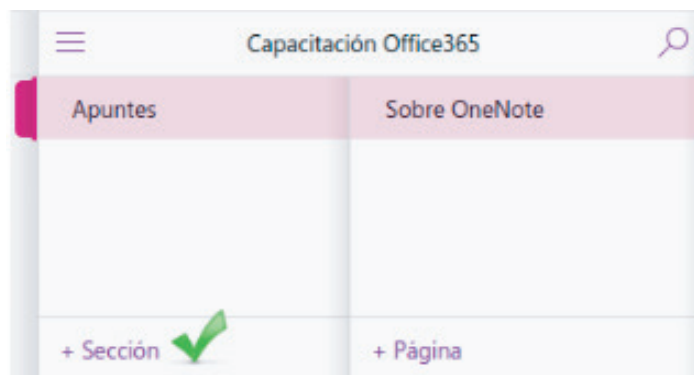 Capacitación Office365
Apuntes
Sobre OneNote
+ Sección
+ Página